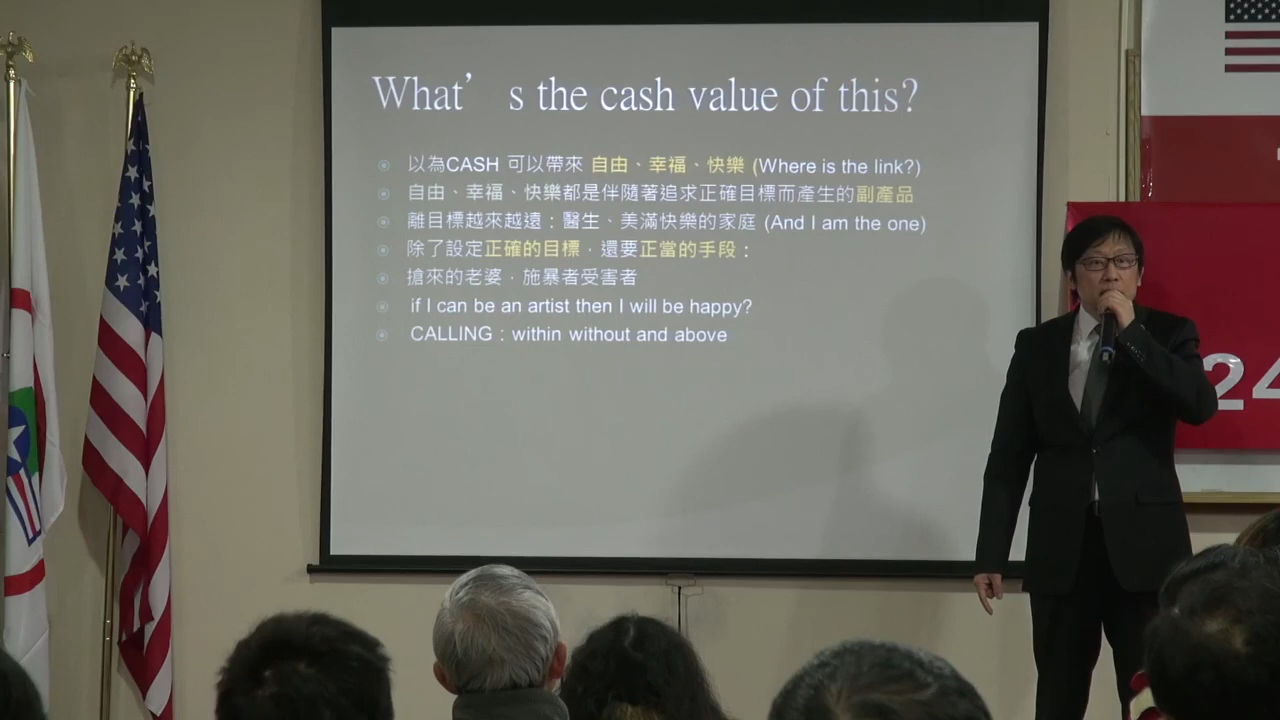 What’s the cash value of this?
以為CASH 可以帶來 自由、幸福、快樂 (Where is the link?)
自由、幸福、快樂都是伴隨著追求正確目標而產生的副產品
離目標越來越遠：醫生、美滿快樂的家庭 (And I am the one)
除了設定正確的目標，還要正當的手段：
搶來的老婆，施暴者受害者
if I can be an artist then I will be happy?
CALLING：within without and above
24